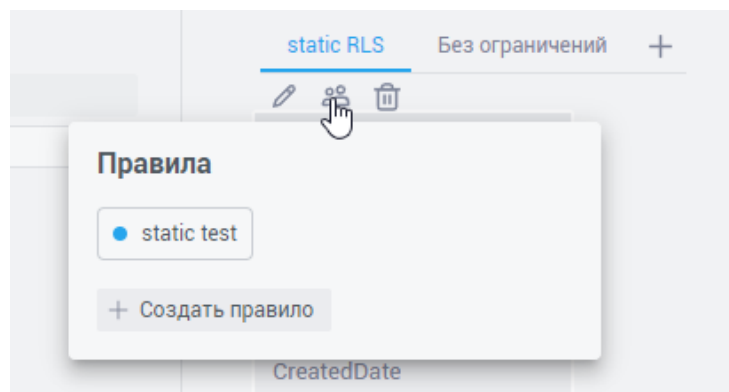 static RLS Без ограничений
Правила
static test
Создать правило
CreatedDate